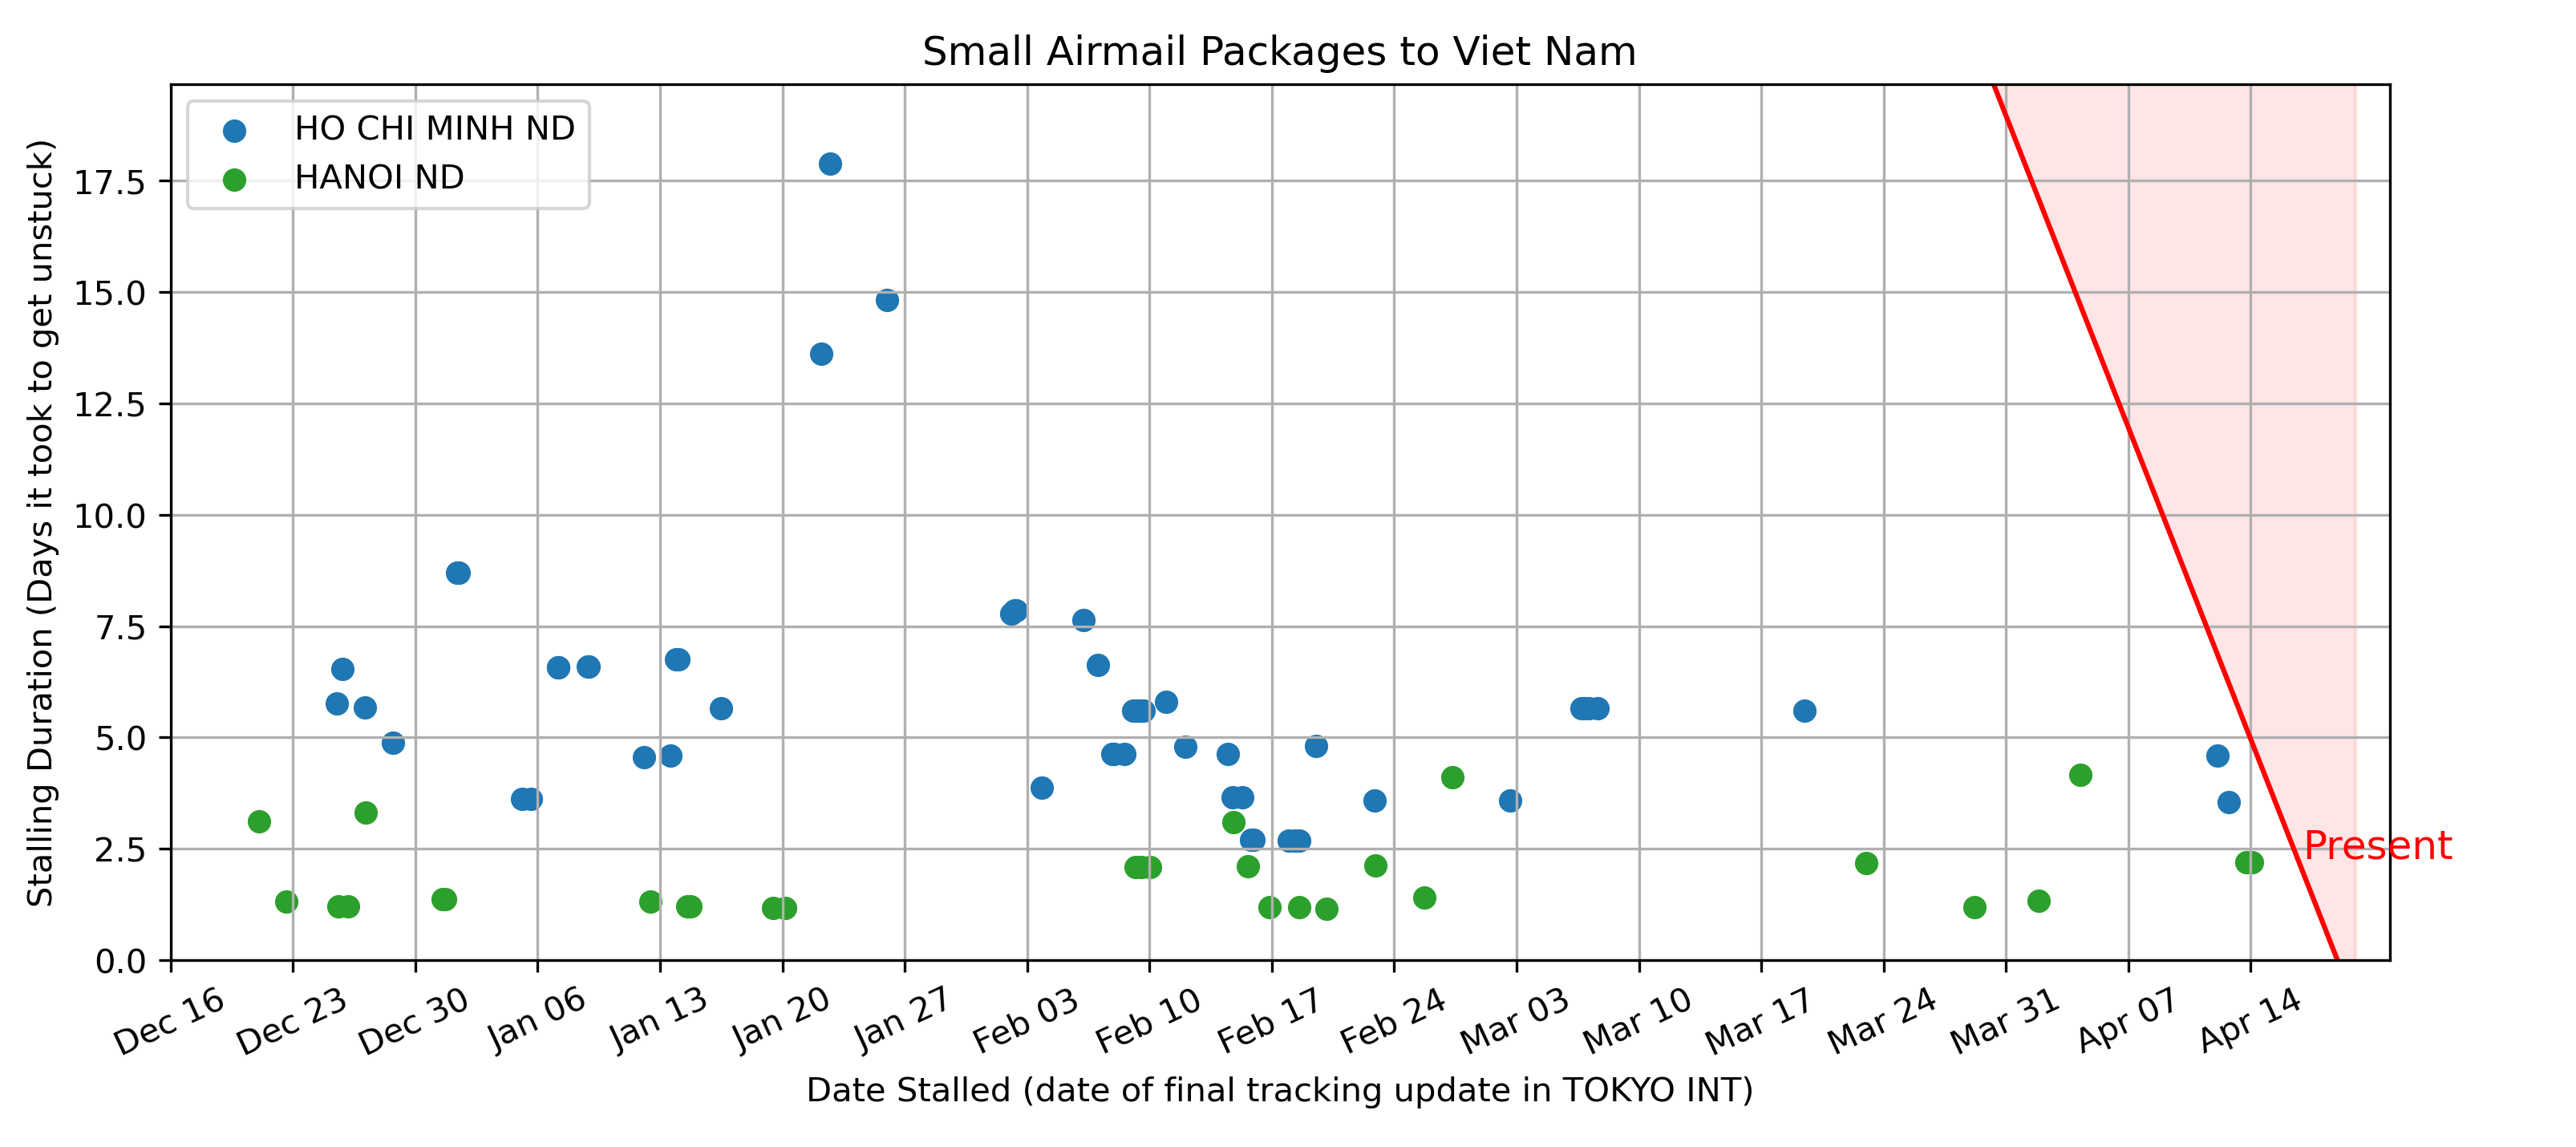 Small Airmail Packages to Viet Nam
HO CHI MINH ND
HANOI ND
Stalling Duration (Days it took to get unstuck)
17.5
15.0
12.5
10.0
7.5
5.0
2.5
0.0
Present
Dec 16
Dec 23
Dec 30
Jan 06
Jan 13
Jan 20
Jan 27
Feb 03
Feb 10
Feb 17
Feb 24
Mar 03
Mar 10
Mar 17
Mar 24
Mar 31
Apr 07
Apr 14
Date Stalled (date of final tracking update in TOKYO INT)